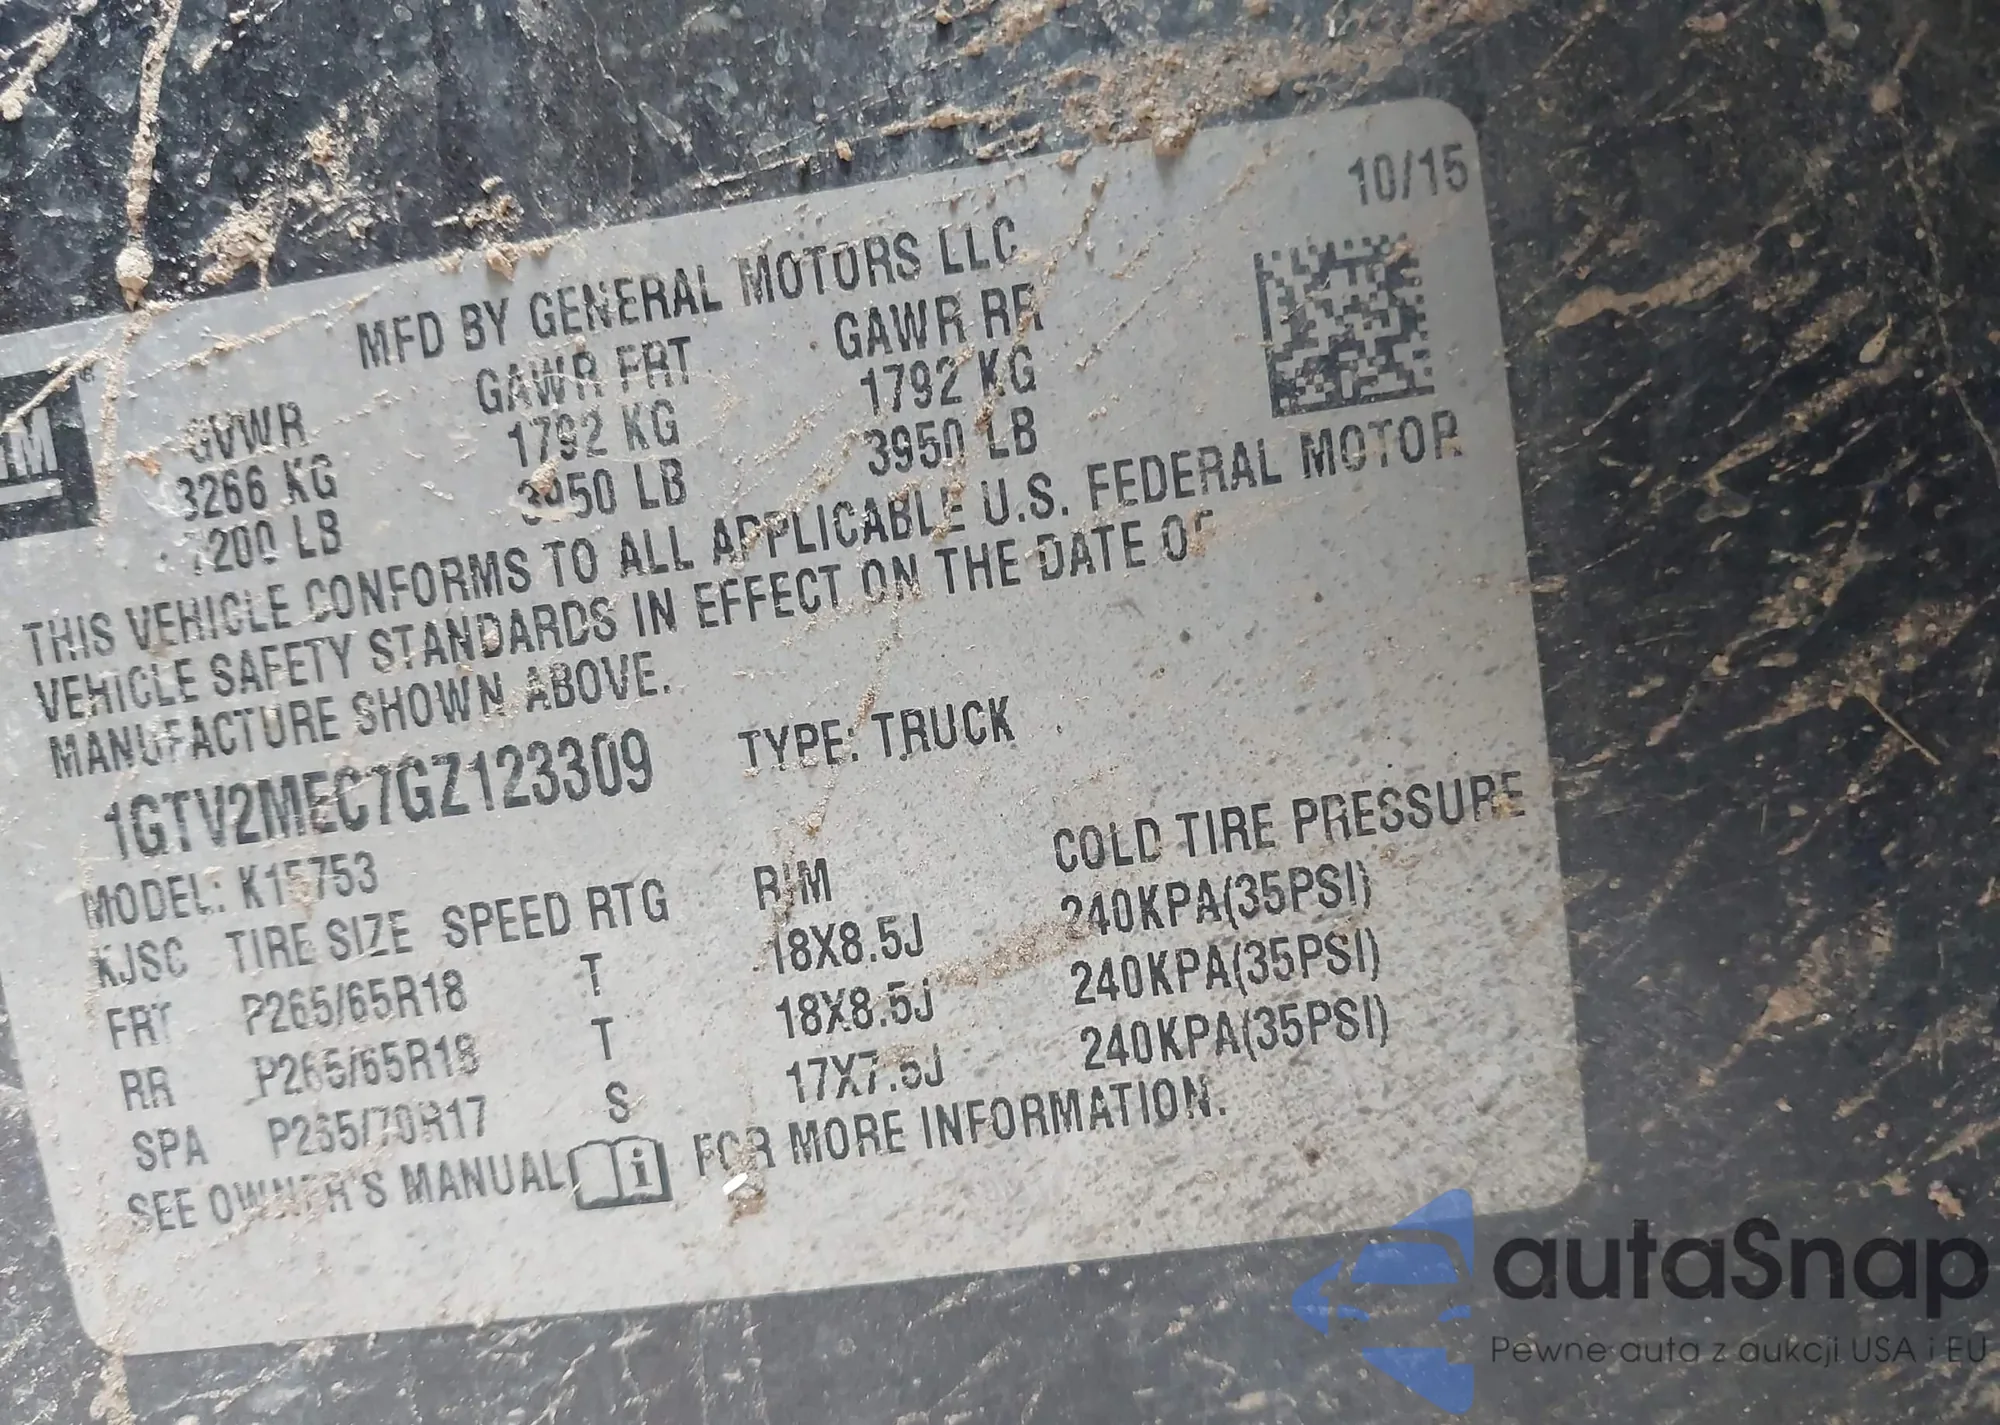 10/15
MFD BY GENERAL MOTORS LLC
GVWR GAWR FRT GAWR RR
3266 KG 1792 KG 1792 KG
7200 LB 3950 LB 3950 LB
THIS VEHICLE CONFORMS TO ALL APPLICABLE U.S. FEDERAL MOTOR
VEHICLE SAFETY STANDARDS IN EFFECT ON THE DATE OF
MANUFACTURE SHOWN ABOVE.
1GTV2MEC7GZ123309 TYPE: TRUCK
MODEL: K15753
KJSC TIRE SIZE SPEED RTG RIM COLD TIRE PRESSURE
FRT P265/65R18 T 18X8.5J 240KPA(35PSI)
RR P265/65R18 T 18X8.5J 240KPA(35PSI)
SPA P265/70R17 S 17X7.5J 240KPA(35PSI)
SEE OWNER'S MANUAL i FOR MORE INFORMATION.
GM
autaSnap
Pewne auta z aukcji USA i EU